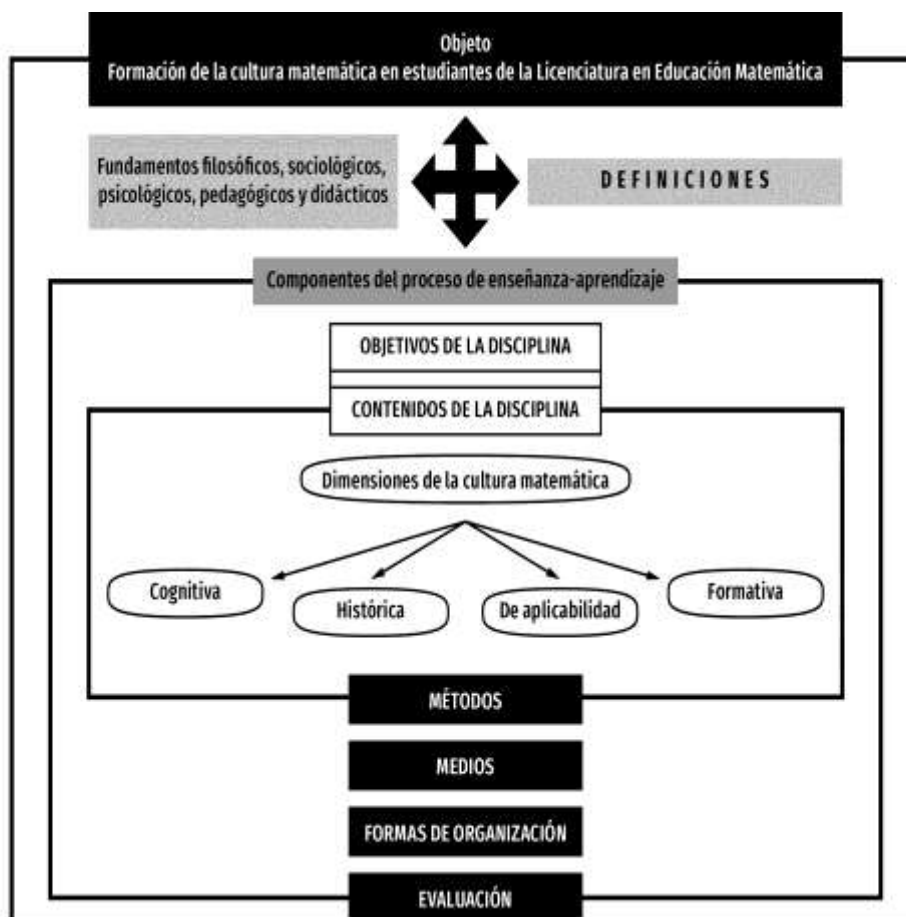 Objeto
Formación de la cultura matemática en estudiantes de la Licenciatura en Educación Matemática
Fundamentos filosóficos, sociológicos,
psicológicos, pedagógicos y didácticos
DEFINICIONES
Componentes del proceso de enseñanza-aprendizaje
OBJETIVOS DE LA DISCIPLINA
CONTENIDOS DE LA DISCIPLINA
Dimensiones de la cultura matemática
Cognitiva
Histórica
De aplicabilidad
Formativa
MÉTODOS
MEDIOS
FORMAS DE ORGANIZACIÓN
EVALUACIÓN